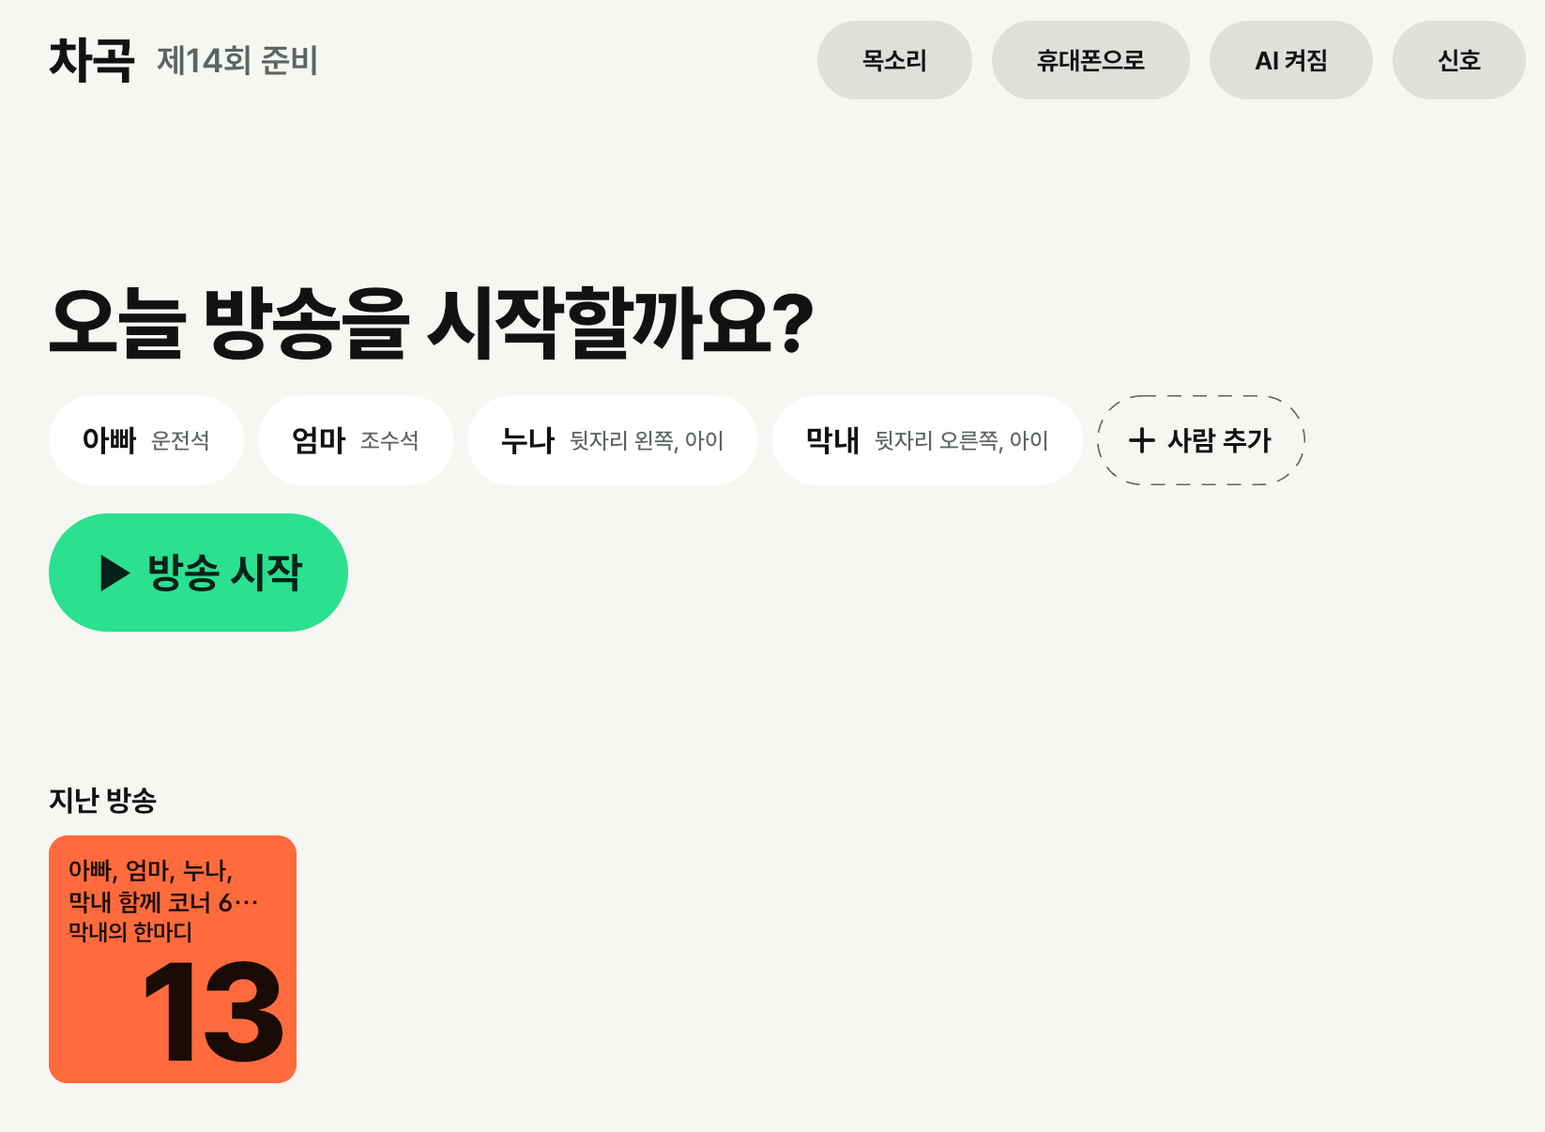 차곡 제14회 준비
목소리 휴대폰으로 AI 켜짐 신호
오늘 방송을 시작할까요?
아빠 운전석 엄마 조수석 누나 뒷자리 왼쪽, 아이 막내 뒷자리 오른쪽, 아이 + 사람 추가
▶ 방송 시작
지난 방송
아빠, 엄마, 누나,
막내 함께 코너 6…
막내의 한마디
13